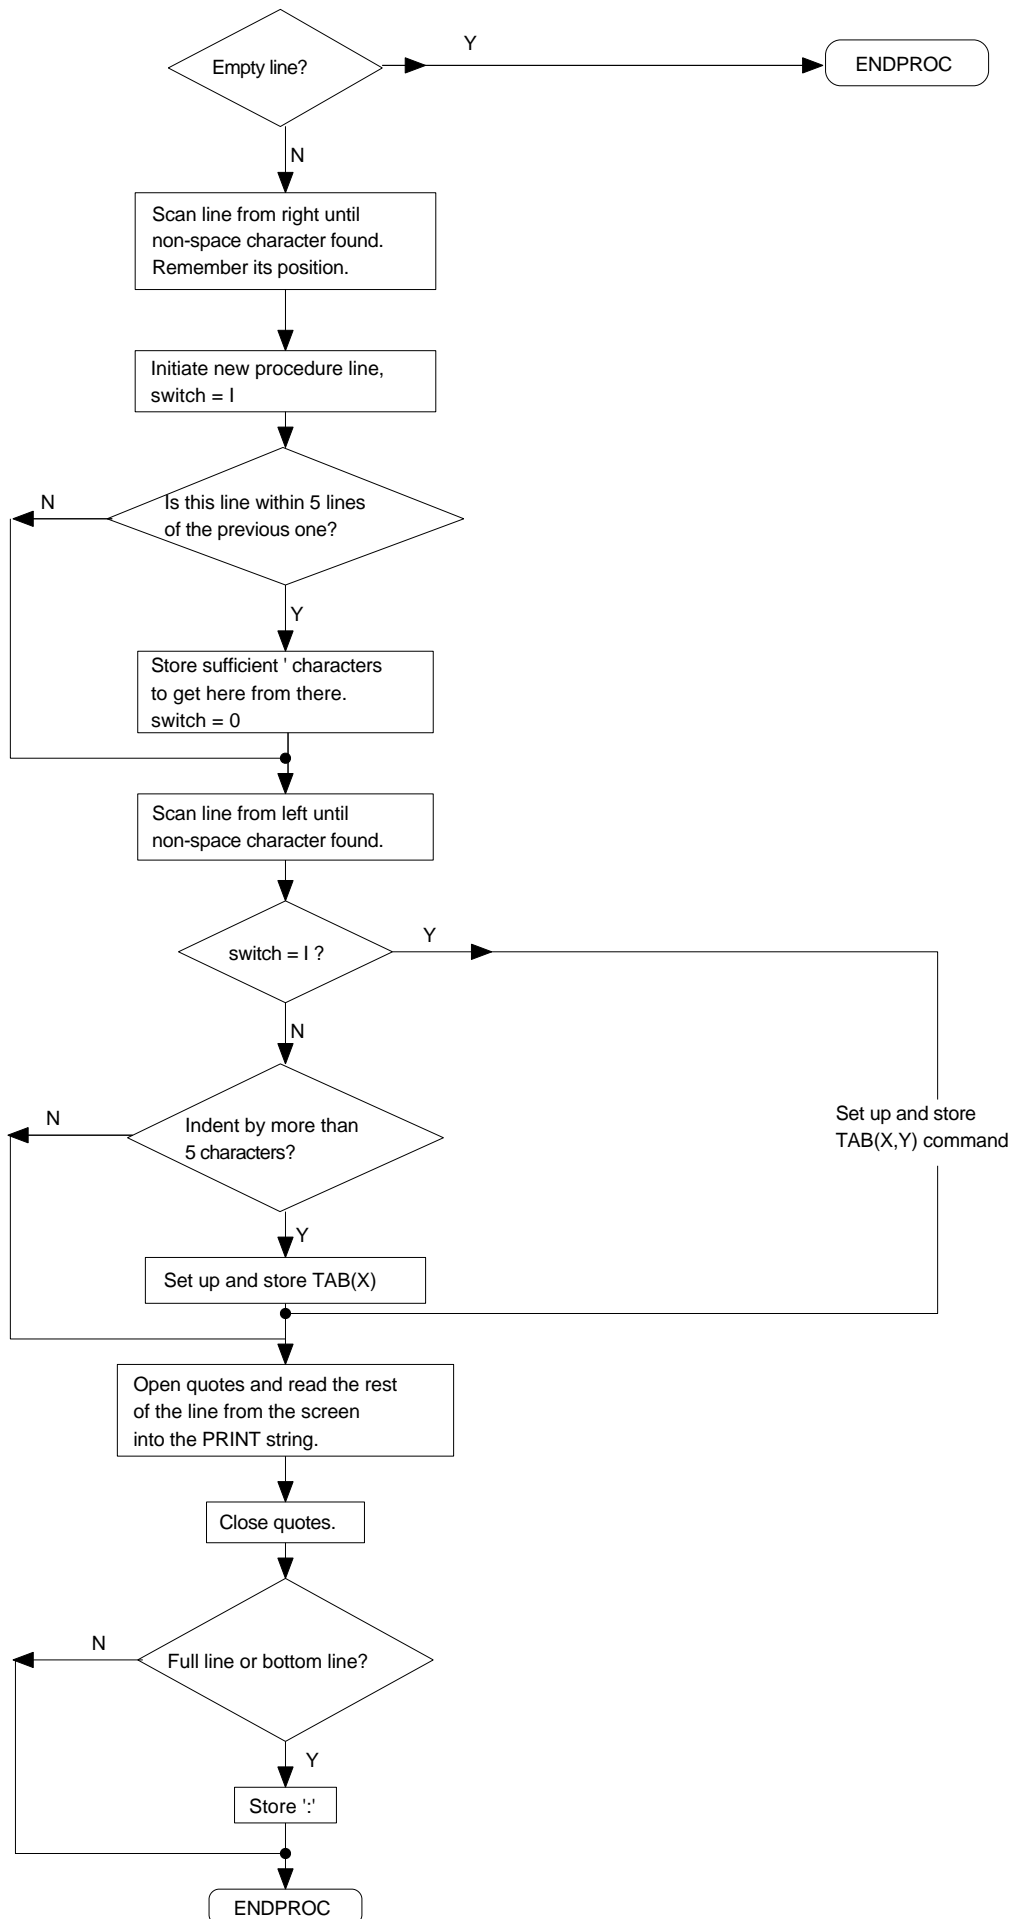 Y
Empty line?
ENDPROC
N
Scan line from right until
non-space character found.
Remember its position.
Initiate new procedure line,
switch = I
N
Is this line within 5 lines
of the previous one?
Y
Store sufficient ' characters
to get here from there.
switch = 0
Scan line from left until
non-space character found.
Y
switch = I ?
N
N
Indent by more than
5 characters?
Set up and store
TAB(X,Y) command
Y
Set up and store TAB(X)
Open quotes and read the rest
of the line from the screen
into the PRINT string.
Close quotes.
N
Full line or bottom line?
Y
Store ':'
ENDPROC